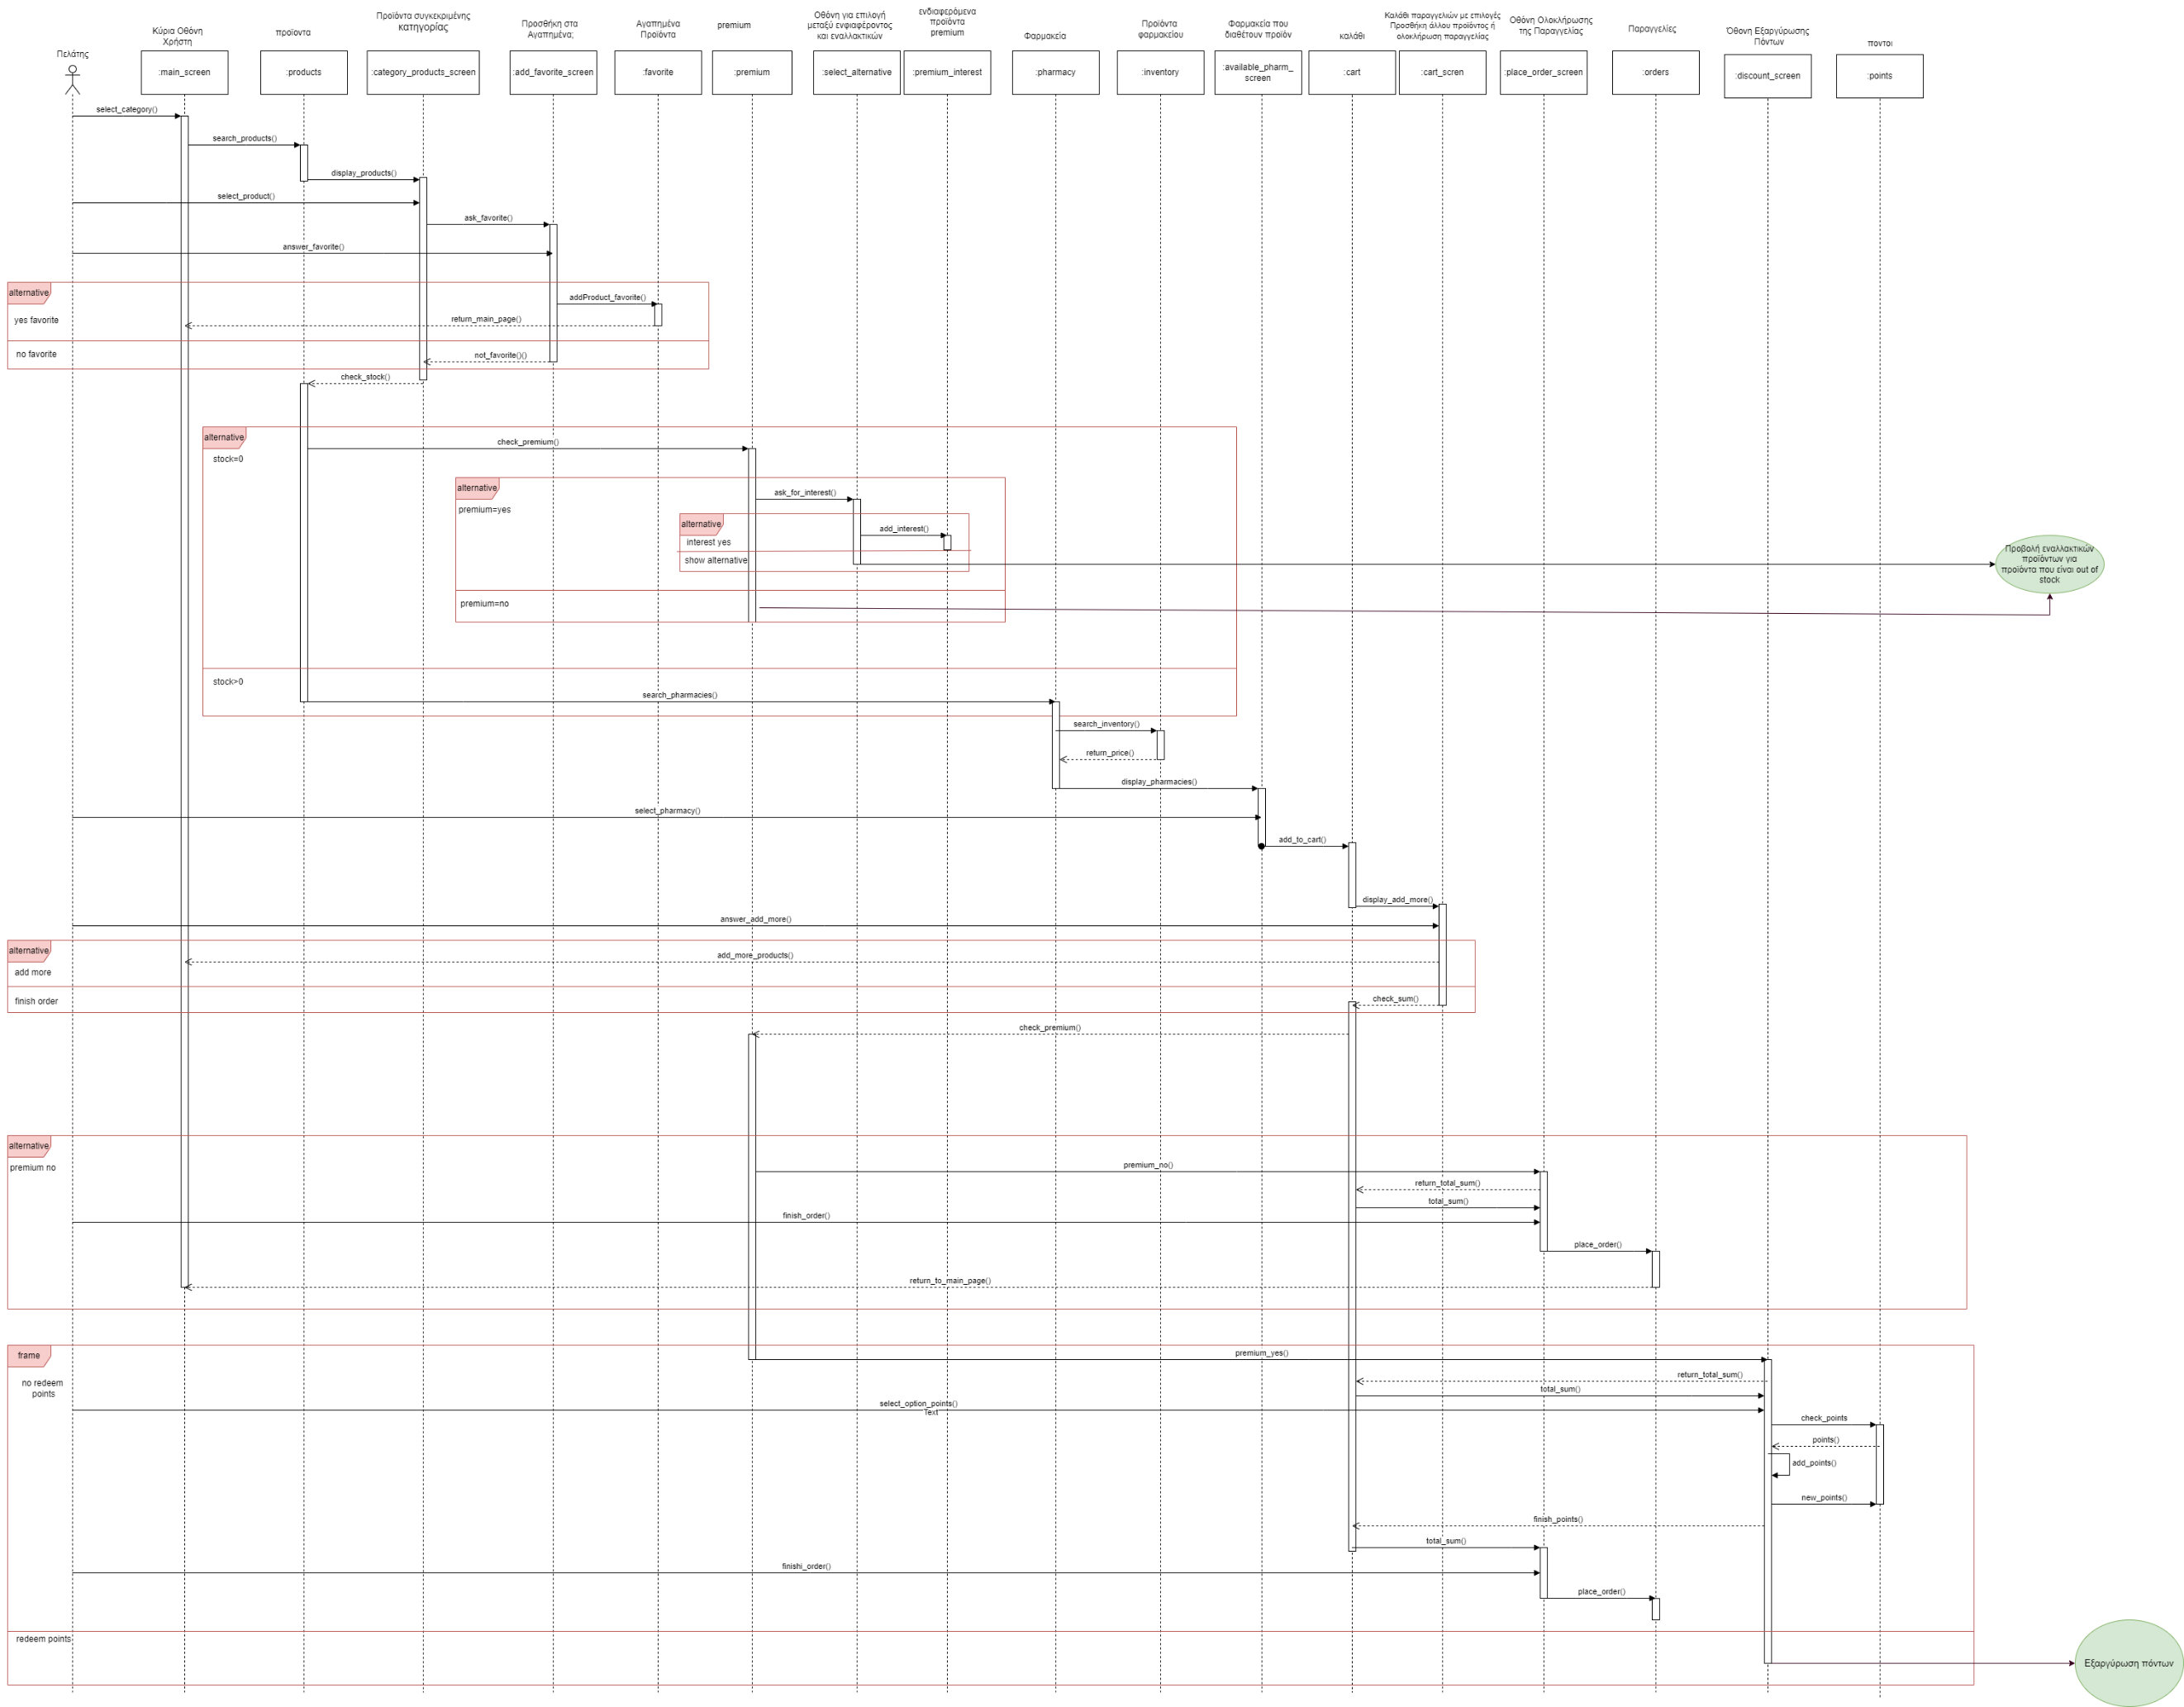 Πελάτης
Κύρια Οθόνη
Χρήστη
προϊοντα
Προϊόντα συγκεκριμένης
κατηγορίας
Προσθήκη στα
Αγαπημένα;
Αγαπημένα
Προϊόντα
premium
Οθόνη για επιλογή
μεταξύ ενφιαφέροντος
και εναλλακτικών
ενδιαφερόμενα
προϊόντα
premium
Φαρμακεία
Προϊόντα
φαρμακείου
Φαρμακεία που
διαθέτουν προϊόν
καλάθι
Καλάθι παραγγελιών με επιλογές
Προσθήκη άλλου προϊόντος ή
ολοκλήρωση παραγγελίας
Οθόνη Ολοκλήρωσης
της Παραγγελίας
Παραγγελίες
Όθονη Εξαργύρωσης
Πόντων
ποντοι
:main_screen
:products
:category_products_screen
:add_favorite_screen
:favorite
:premium
:select_alternative
:premium_interest
:pharmacy
:inventory
:available_pharm_
screen
:cart
:cart_scren
:place_order_screen
:orders
:discount_screen
:points
select_category()
search_products()
display_products()
select_product()
ask_favorite()
answer_favorite()
alternative
addProduct_favorite()
yes favorite
return_main_page()
no favorite
not_favorite()()
check_stock()
alternative
check_premium()
stock=0
alternative
ask_for_interest()
premium=yes
alternative
add_interest()
interest yes
show alternative
Προβολή εναλλακτικών
προϊόντων για
προϊόντα που είναι out of
stock
premium=no
stock>0
search_pharmacies()
search_inventory()
return_price()
display_pharmacies()
select_pharmacy()
add_to_cart()
display_add_more()
answer_add_more()
alternative
add_more_products()
add more
finish order
check_sum()
check_premium()
alternative
premium no
premium_no()
return_total_sum()
total_sum()
finish_order()
place_order()
return_to_main_page()
frame
premium_yes()
no redeem
points
return_total_sum()
total_sum()
select_option_points()
Text
check_points
points()
add_points()
new_points()
finish_points()
total_sum()
finishi_order()
place_order()
redeem points
Εξαργύρωση πόντων